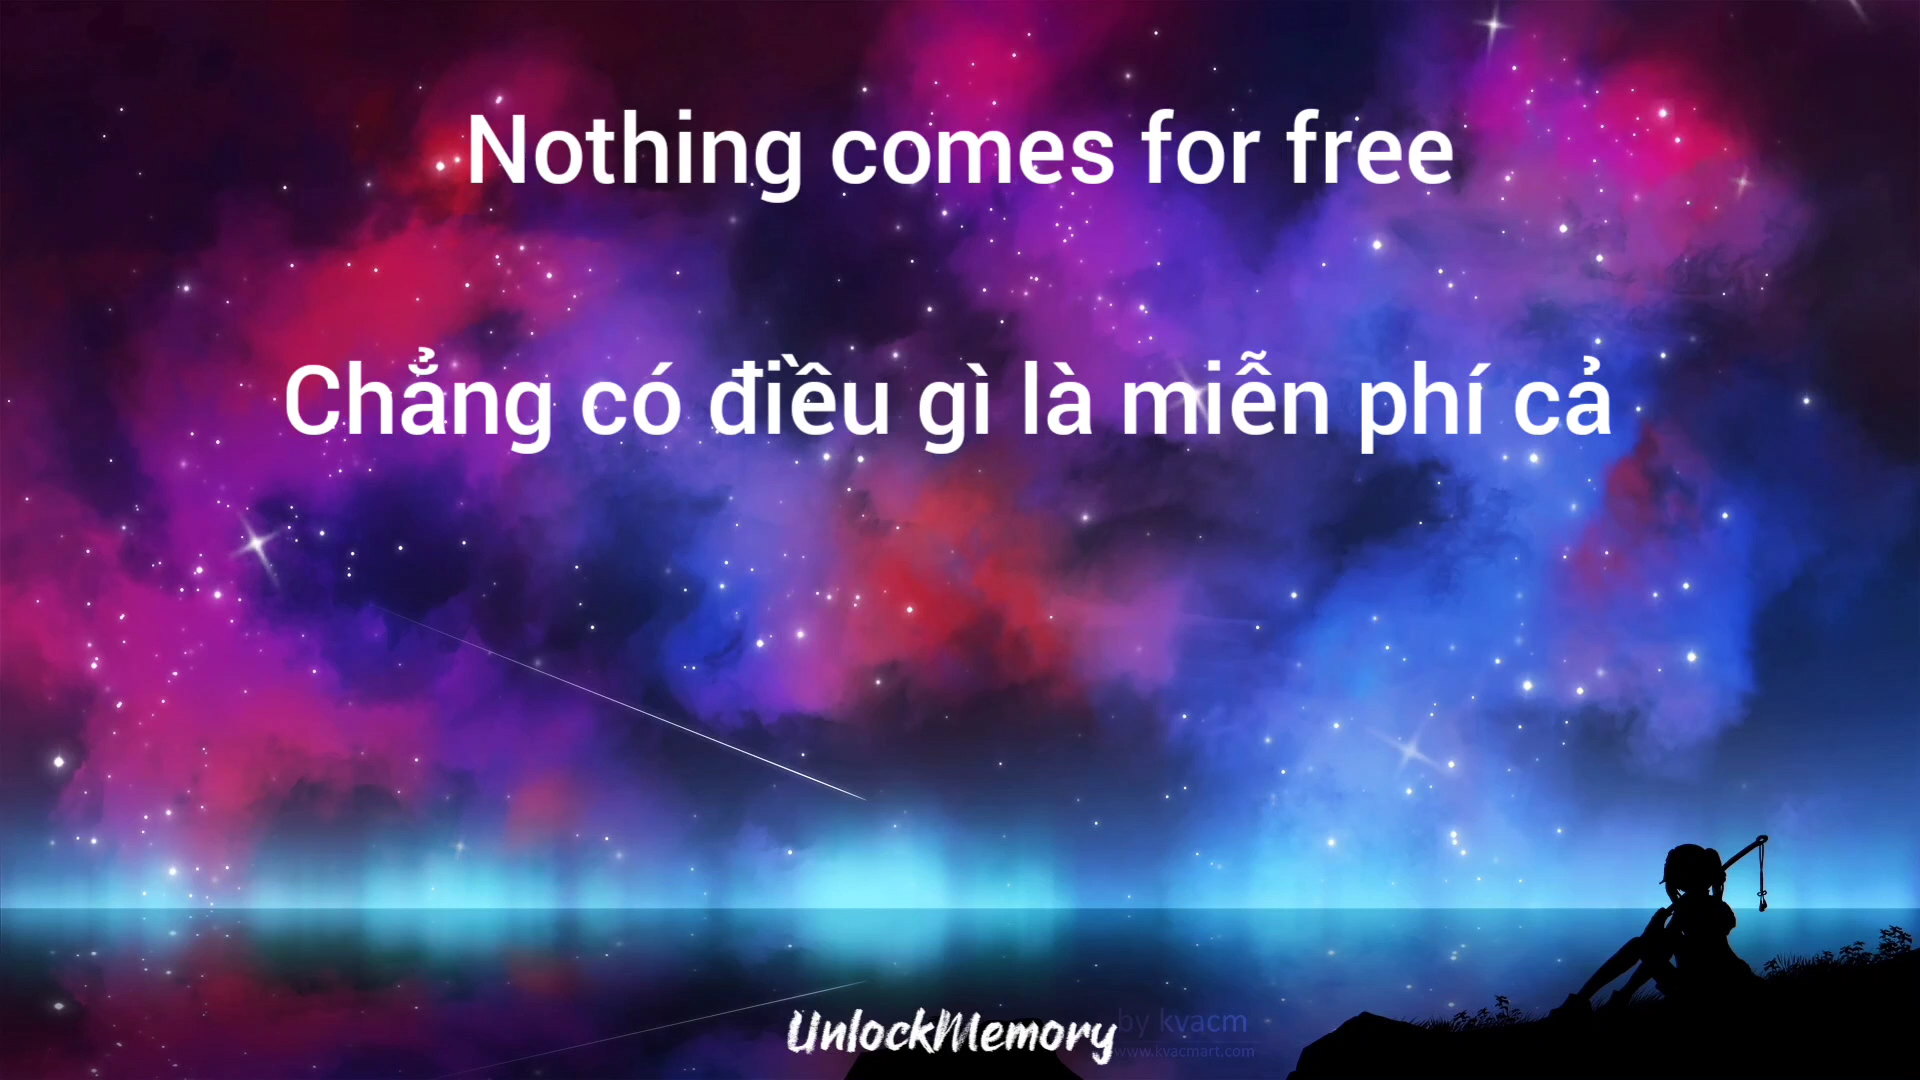 Nothing comes for free
Chẳng có điều gì là miễn phí cả
UnlockMemory
by kvacm
www.kvacmart.com